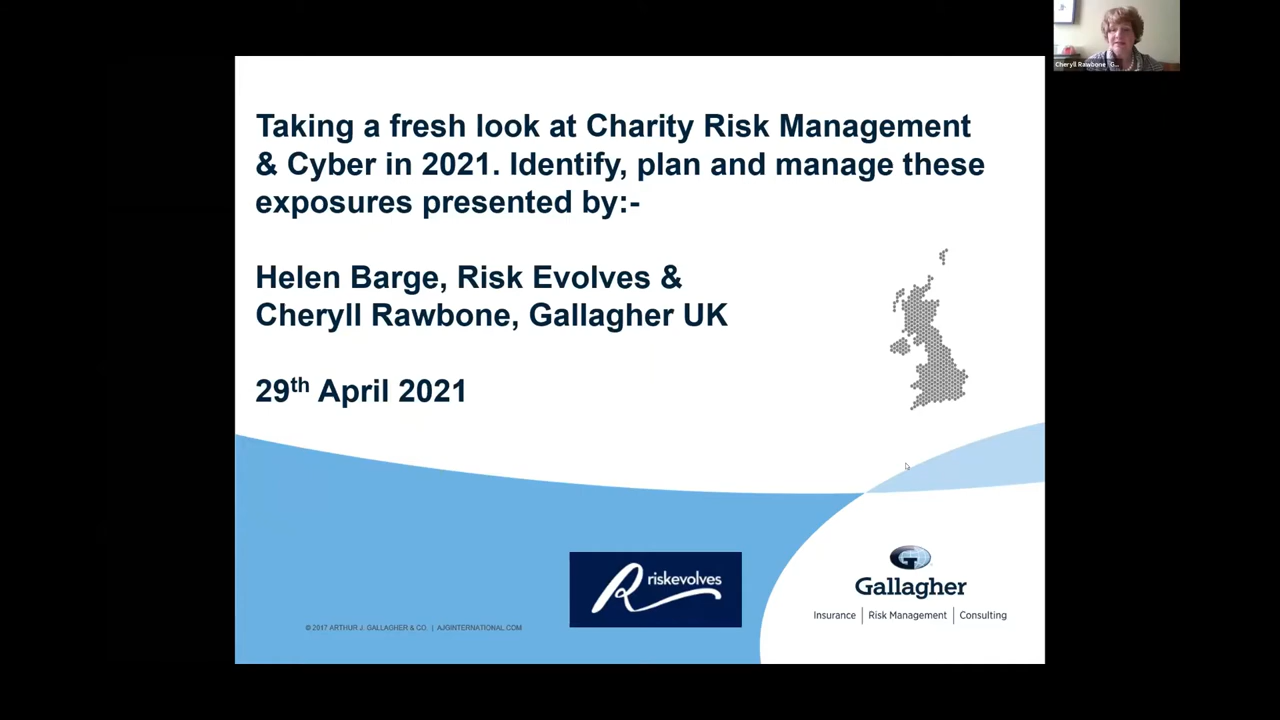 Cheryll Rawbone G...
Taking a fresh look at Charity Risk Management
& Cyber in 2021. Identify, plan and manage these
exposures presented by:-
Helen Barge, Risk Evolves &
Cheryll Rawbone, Gallagher UK
29th April 2021
riskevolves
Gallagher
Insurance | Risk Management | Consulting
© 2017 ARTHUR J. GALLAGHER & CO. | AJGINTERNATIONAL.COM